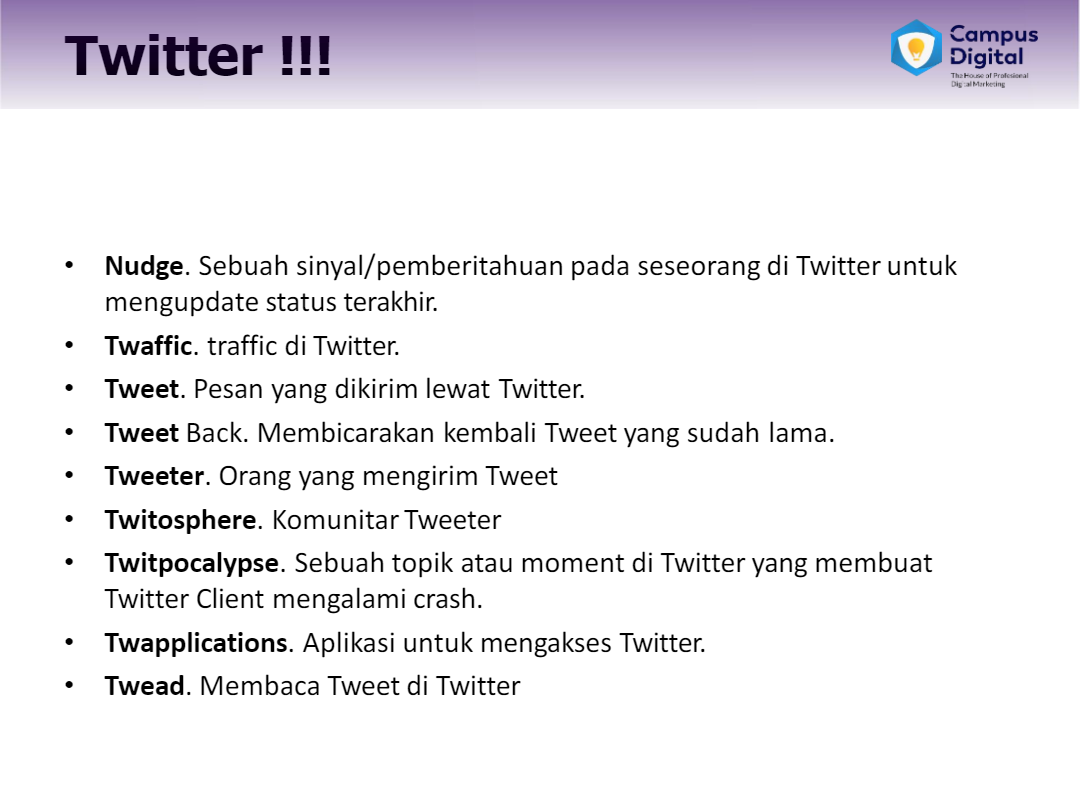 Twitter !!!
Campus
Digital
The House of Profesional
Digital Marketing
• Nudge. Sebuah sinyal/pemberitahuan pada seseorang di Twitter untuk
mengupdate status terakhir.
• Twaffic. traffic di Twitter.
• Tweet. Pesan yang dikirim lewat Twitter.
• Tweet Back. Membicarakan kembali Tweet yang sudah lama.
• Tweeter. Orang yang mengirim Tweet
• Twitosphere. Komunitar Tweeter
• Twitpocalypse. Sebuah topik atau moment di Twitter yang membuat
Twitter Client mengalami crash.
• Twapplications. Aplikasi untuk mengakses Twitter.
• Twead. Membaca Tweet di Twitter